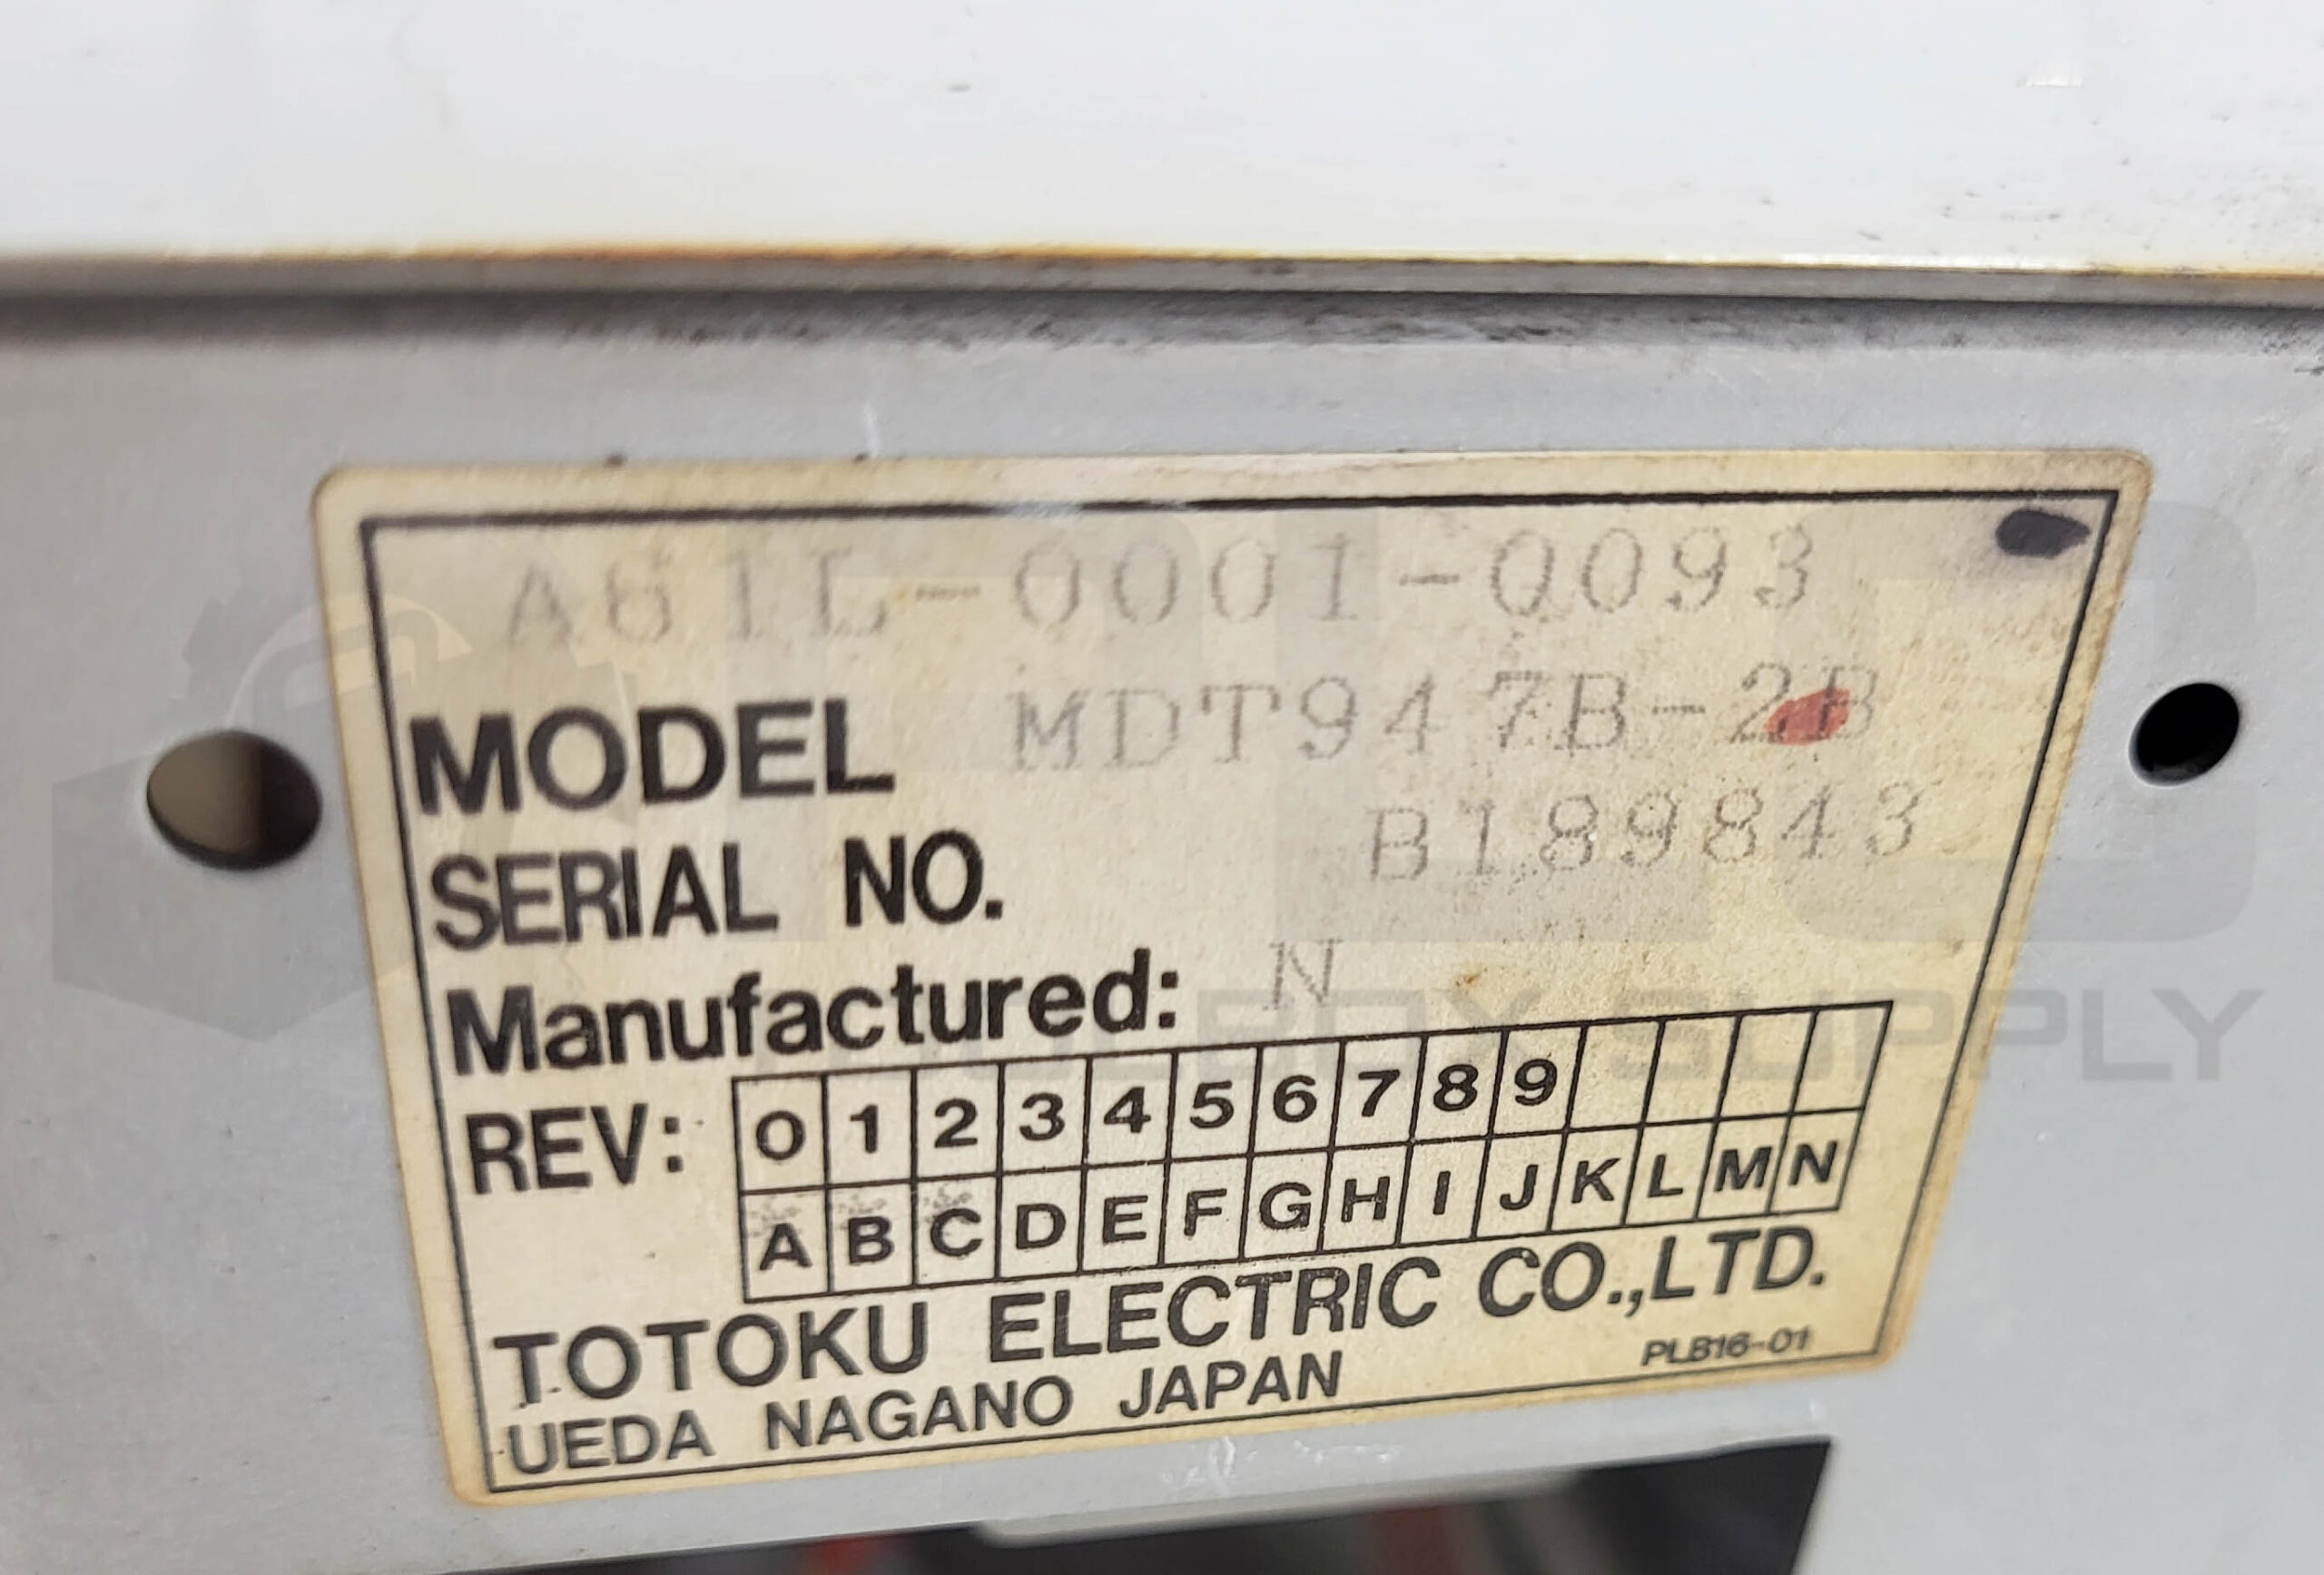 A61L-0001-0093
MODEL MDT947B-2B
SERIAL NO. B189843
Manufactured: N
REV: 0 1 2 3 4 5 6 7 8 9
A B C D E F G H I J K L M N
TOTOKU ELECTRIC CO.,LTD.
UEDA NAGANO JAPAN PLB16-01
SUPPLY